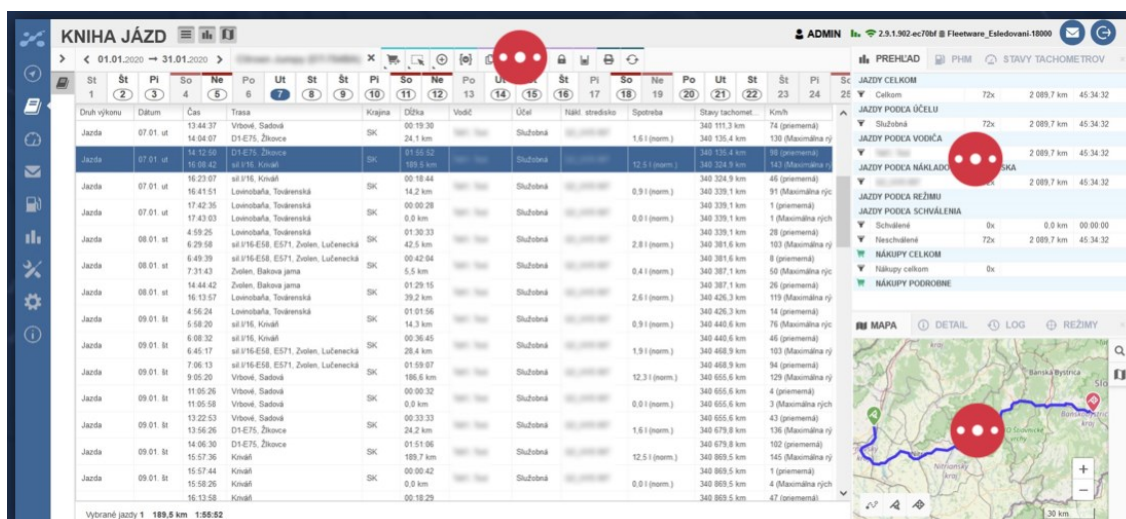 KNIHA JÁZD
ADMIN 2.9.1.902-ec70bf Fleetware_Esledovani-18000
01.01.2020 → 31.01.2020
St Št Pi So Ne Po Ut St Št Pi So Ne Po Ut St Št Pi So Ne Po Ut St Št Pi So
1 2 3 4 5 6 7 8 9 10 11 12 13 14 15 16 17 18 19 20 21 22 23 24
Druh výkonu Dátum Čas Trasa Krajina Dĺžka Vodič Účel Nákl. stredisko Spotreba Stavy tachomet... Km/h
13:44:37 Vrbové, Sadová 00:19:30 340 111,3 km 74 (priemerná)
Jazda 07.01. ut SK Služobná
14:04:07 D1-E75, Žlkovce 24,1 km 1,6 l (norm.) 340 135,4 km 130 (Maximálna rý
14:12:50 D1-E75, Žlkovce 01:55:52 340 135,4 km 98 (priemerná)
Jazda 07.01. ut SK Služobná
16:08:42 sil.I/16, Kriváň 189,5 km 12,5 l (norm.) 340 324,9 km 143 (Maximálna rý
16:23:07 sil.I/16, Kriváň 00:18:44 340 324,9 km 46 (priemerná)
Jazda 07.01. ut SK Služobná
16:41:51 Lovinobaňa, Továrenská 14,2 km 0,9 l (norm.) 340 339,1 km 91 (Maximálna rýc
17:42:35 Lovinobaňa, Továrenská 00:00:28 340 339,1 km 1 (priemerná)
Jazda 07.01. ut SK Služobná
17:43:03 Lovinobaňa, Továrenská 0,0 km 0,0 l (norm.) 340 339,1 km 1 (Maximálna rých
4:59:25 Lovinobaňa, Továrenská 01:30:33 340 339,1 km 28 (priemerná)
Jazda 08.01. st SK Služobná
6:29:58 sil.I/16-E58, E571, Zvolen, Lučenecká 42,5 km 2,8 l (norm.) 340 381,6 km 103 (Maximálna rý
6:49:39 sil.I/16-E58, E571, Zvolen, Lučenecká 00:42:04 340 381,6 km 8 (priemerná)
Jazda 08.01. st SK Služobná
7:31:43 Zvolen, Bakova jama 5,5 km 0,4 l (norm.) 340 387,1 km 50 (Maximálna rýc
14:44:42 Zvolen, Bakova jama 01:29:15 340 387,1 km 26 (priemerná)
Jazda 08.01. st SK Služobná
16:13:57 Lovinobaňa, Továrenská 39,2 km 2,6 l (norm.) 340 426,3 km 119 (Maximálna rý
4:56:24 Lovinobaňa, Továrenská 01:01:56 340 426,3 km 14 (priemerná)
Jazda 09.01. št SK Služobná
5:58:20 sil.I/16, Kriváň 14,3 km 0,9 l (norm.) 340 440,6 km 76 (Maximálna rýc
6:08:32 sil.I/16, Kriváň 00:36:45 340 440,6 km 46 (priemerná)
Jazda 09.01. št SK Služobná
6:45:17 sil.I/16-E58, E571, Zvolen, Lučenecká 28,4 km 1,9 l (norm.) 340 468,9 km 103 (Maximálna rý
7:06:13 sil.I/16-E58, E571, Zvolen, Lučenecká 01:59:07 340 468,9 km 94 (priemerná)
Jazda 09.01. št SK Služobná
9:05:20 Vrbové, Sadová 186,6 km 12,3 l (norm.) 340 655,6 km 129 (Maximálna rý
11:05:26 Vrbové, Sadová 00:00:32 340 655,6 km 4 (priemerná)
Jazda 09.01. št SK Služobná
11:05:58 Vrbové, Sadová 0,0 km 0,0 l (norm.) 340 655,6 km 3 (Maximálna rých
13:22:53 Vrbové, Sadová 00:33:33 340 655,6 km 43 (priemerná)
Jazda 09.01. št SK Služobná
13:56:26 D1-E75, Žlkovce 24,2 km 1,6 l (norm.) 340 679,8 km 136 (Maximálna rý
14:06:30 D1-E75, Žlkovce 01:51:06 340 679,8 km 102 (priemerná)
Jazda 09.01. št SK Služobná
15:57:36 Kriváň 189,7 km 12,5 l (norm.) 340 869,5 km 145 (Maximálna rý
15:57:44 Kriváň 00:00:42 340 869,5 km 1 (priemerná)
Jazda 09.01. št SK Služobná
15:58:26 Kriváň 0,0 km 0,0 l (norm.) 340 869,5 km 4 (Maximálna rých
16:13:58 Kriváň 00:18:29 340 869,5 km 47 (priemerná)
Vybrané jazdy 1 189,5 km 1:55:52
PREHĽAD PHM STAVY TACHOMETROV
JAZDY CELKOM
Celkom 72x 2 089,7 km 45:34:32
JAZDY PODĽA ÚČELU
Služobná 72x 2 089,7 km 45:34:32
JAZDY PODĽA VODIČA
2 089,7 km 45:34:32
JAZDY PODĽA NÁKLADO SKA
2 089,7 km 45:34:32
JAZDY PODĽA REŽIMU
JAZDY PODĽA SCHVÁLENIA
Schválené 0x 0,0 km 00:00:00
Neschválené 72x 2 089,7 km 45:34:32
NÁKUPY CELKOM
Nákupy celkom 0x
NÁKUPY PODROBNE
MAPA DETAIL LOG REŽIMY
kraj
Banská Bystrica
Slo
kraj
Nitriansky
kraj
30 km